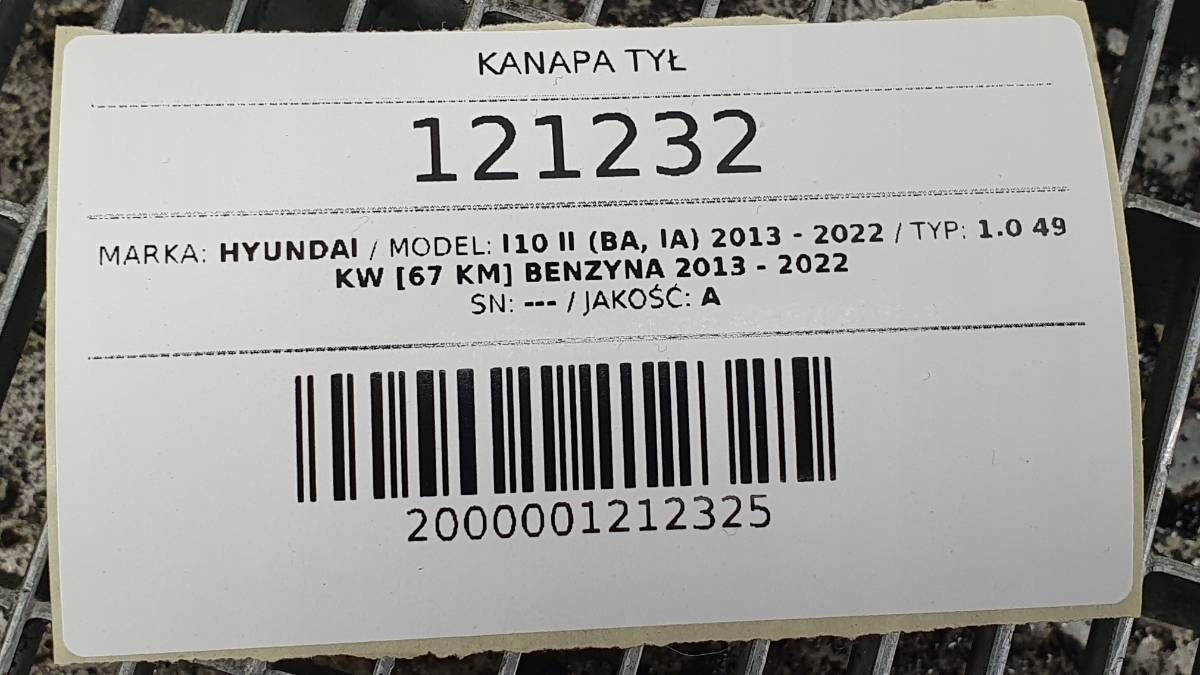 KANAPA TYŁ
121232
MARKA: HYUNDAI / MODEL: I10 II (BA, IA) 2013 - 2022 / TYP: 1.0 49
KW [67 KM] BENZYNA 2013 - 2022
SN: --- / JAKOŚĆ: A
2000001212325